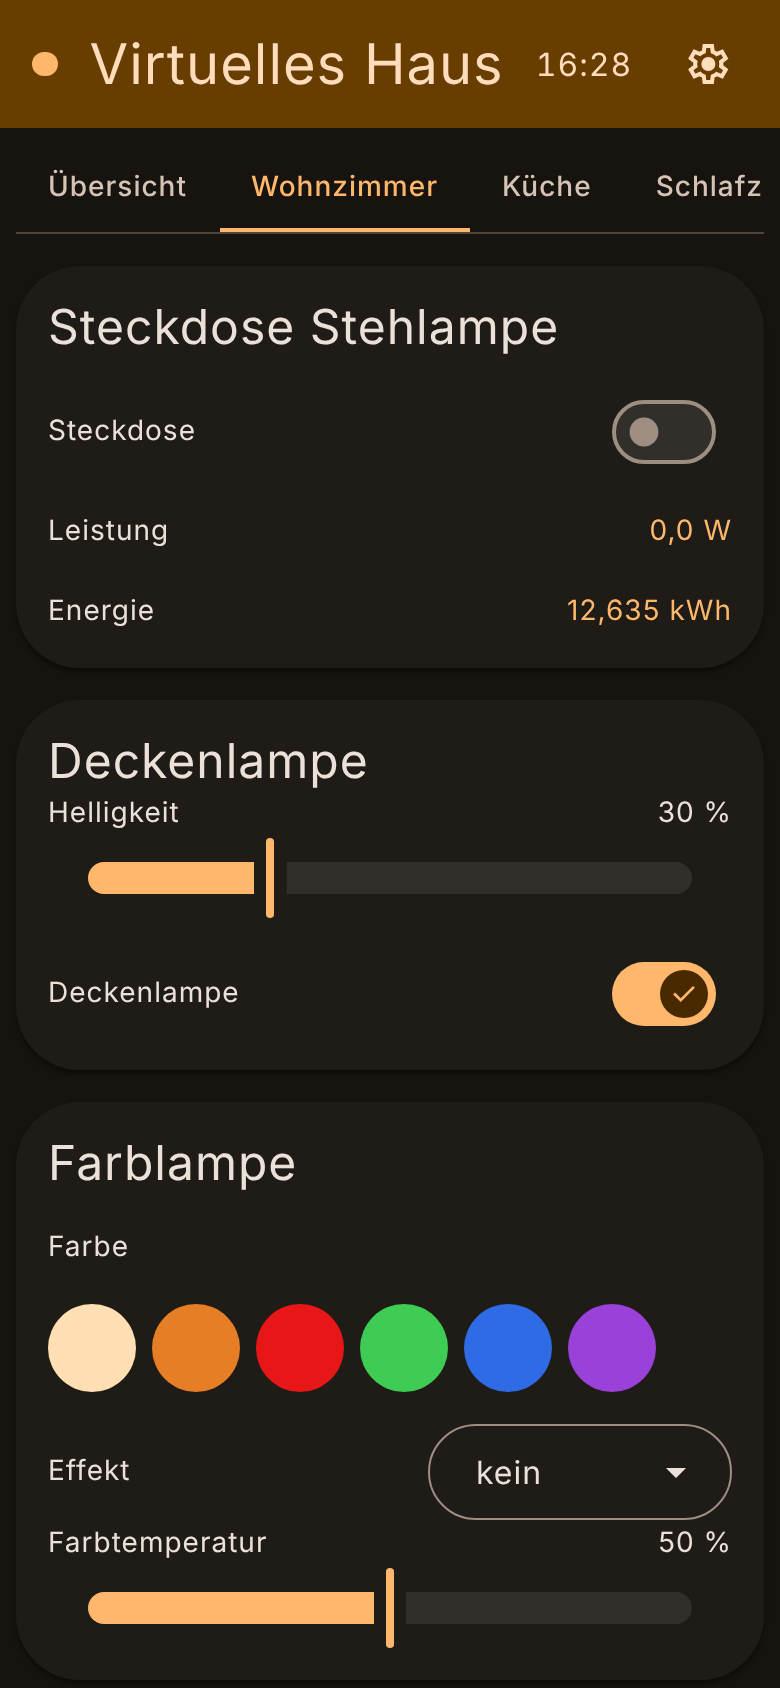 Virtuelles Haus 16:28
Übersicht Wohnzimmer Küche Schlafz
Steckdose Stehlampe
Steckdose
Leistung 0,0 W
Energie 12,635 kWh
Deckenlampe
Helligkeit 30 %
Deckenlampe
Farblampe
Farbe
Effekt kein
Farbtemperatur 50 %